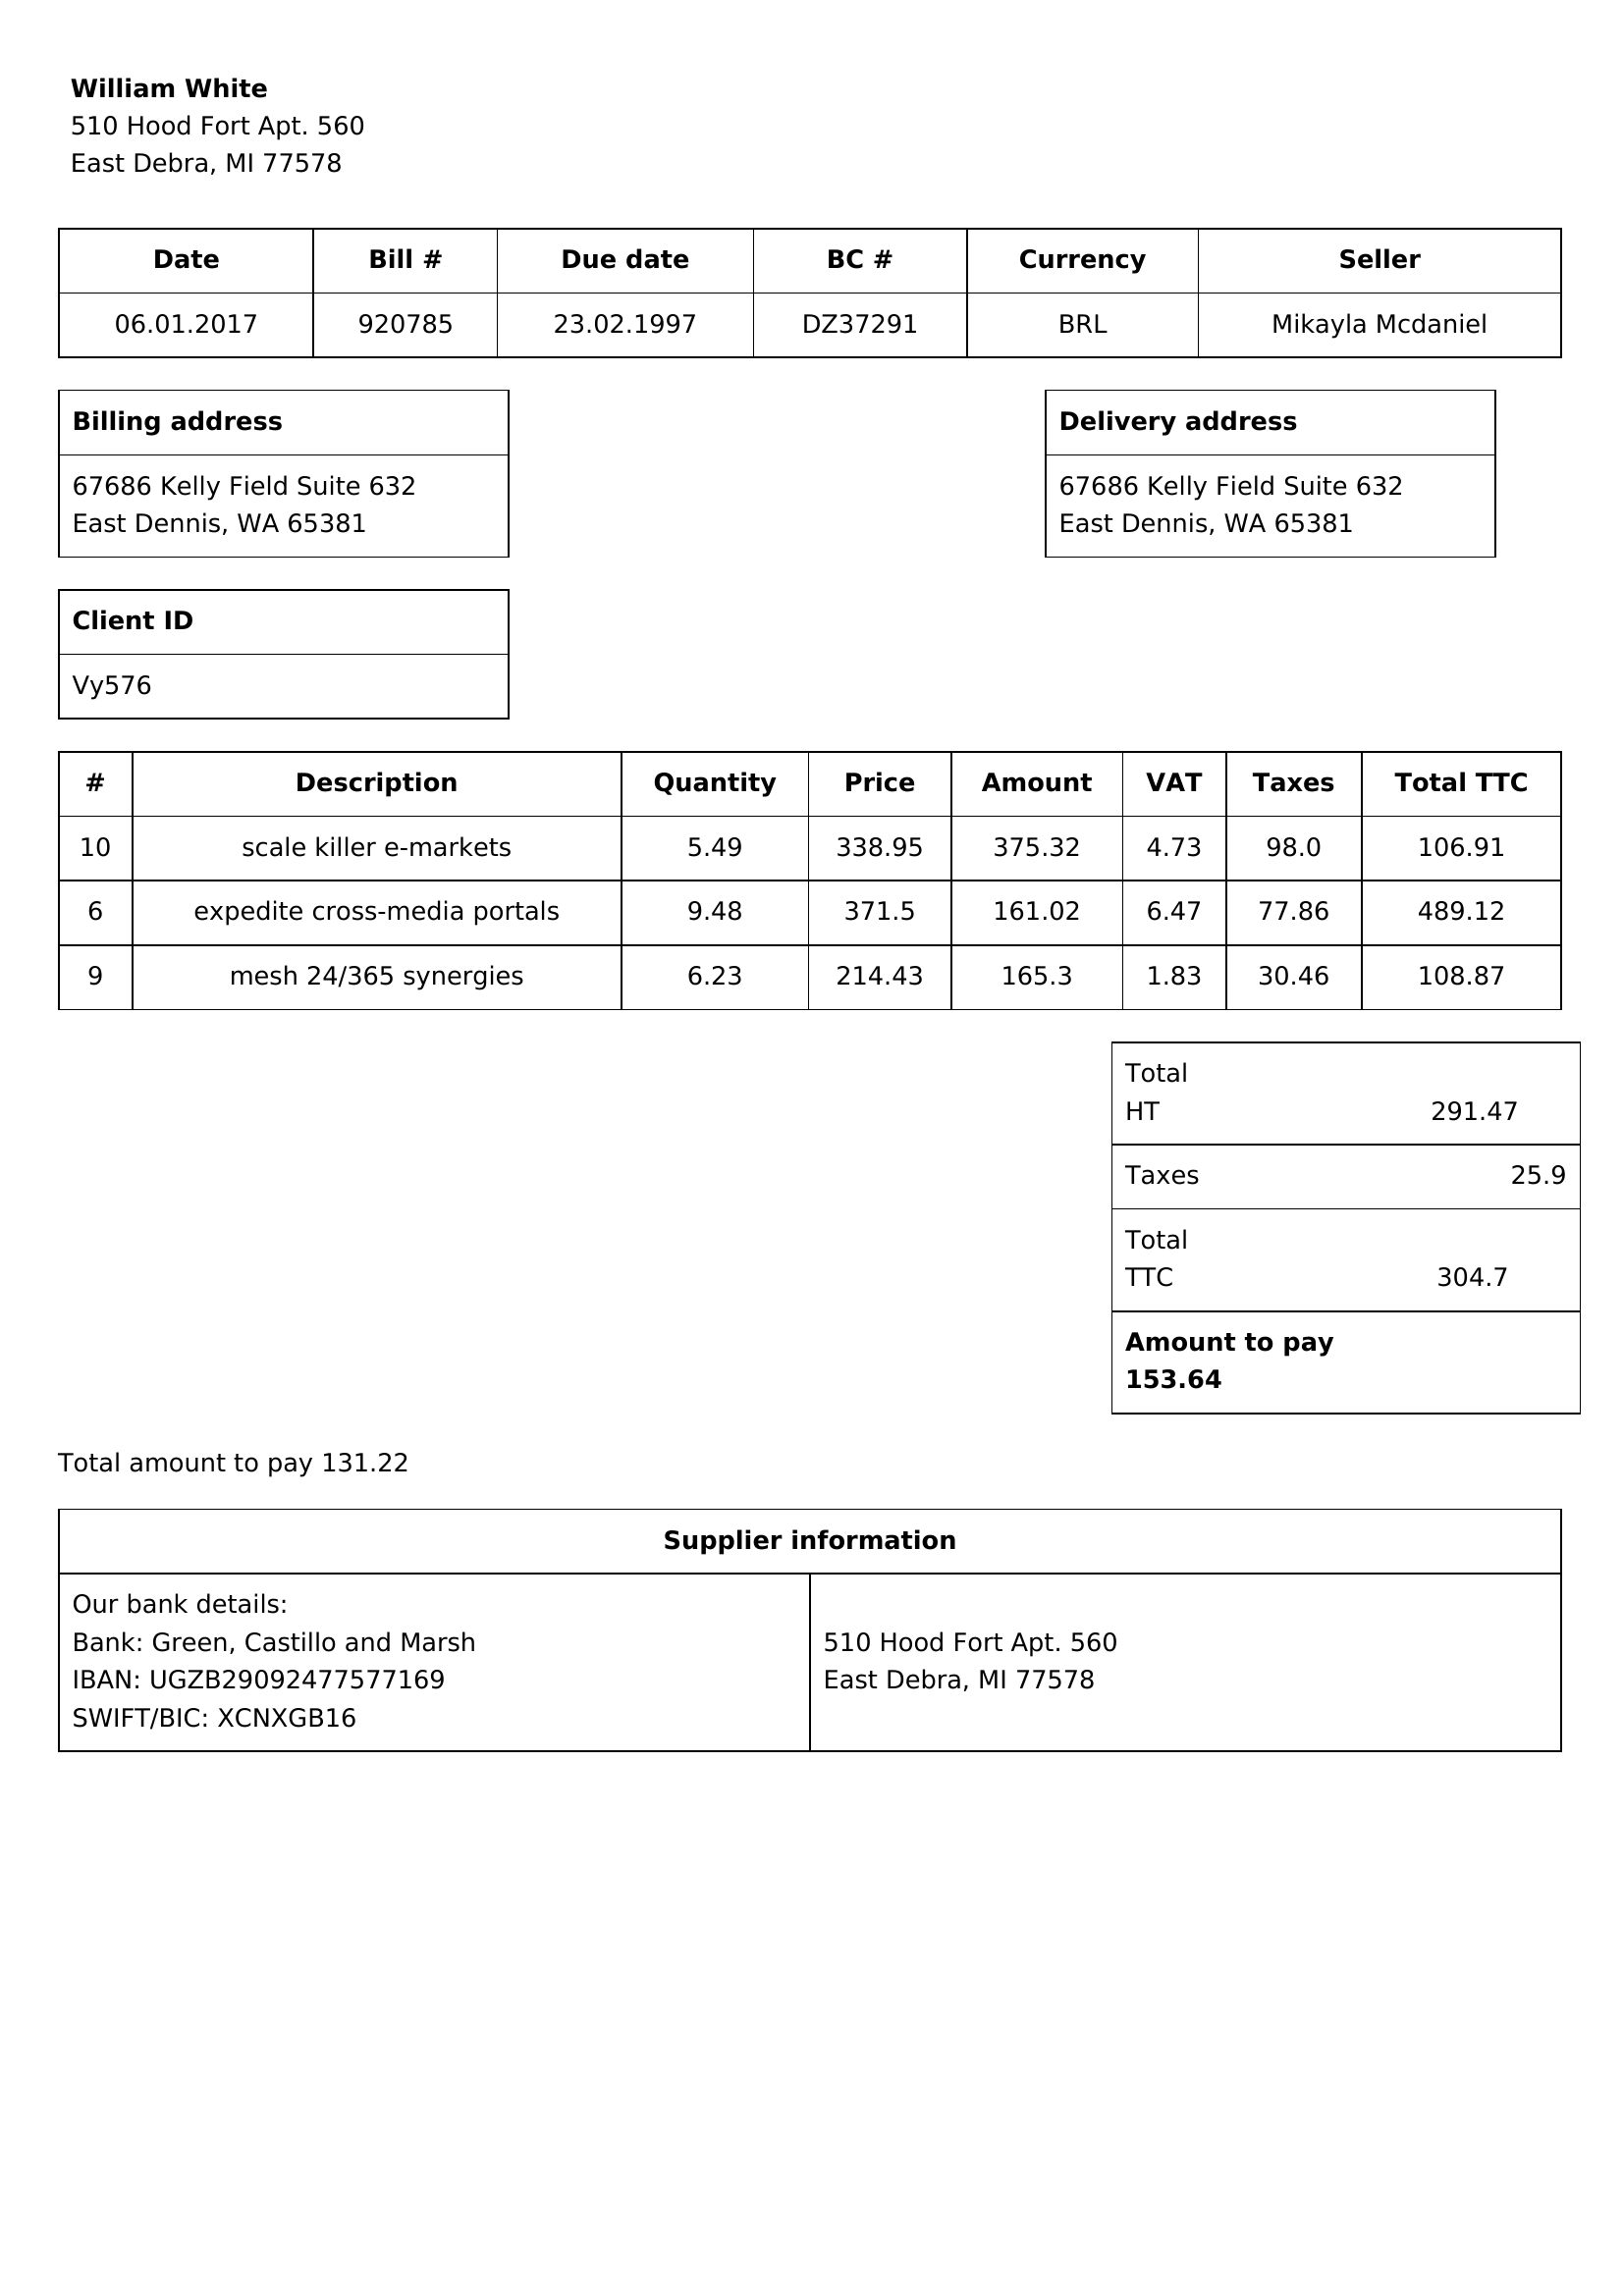 William White
510 Hood Fort Apt. 560
East Debra, MI 77578
Date Bill # Due date BC # Currency Seller
06.01.2017 920785 23.02.1997 DZ37291 BRL Mikayla Mcdaniel
Billing address
67686 Kelly Field Suite 632
East Dennis, WA 65381
Delivery address
67686 Kelly Field Suite 632
East Dennis, WA 65381
Client ID
Vy576
# Description Quantity Price Amount VAT Taxes Total TTC
10 scale killer e-markets 5.49 338.95 375.32 4.73 98.0 106.91
6 expedite cross-media portals 9.48 371.5 161.02 6.47 77.86 489.12
9 mesh 24/365 synergies 6.23 214.43 165.3 1.83 30.46 108.87
Total
HT 291.47
Taxes 25.9
Total
TTC 304.7
Amount to pay
153.64
Total amount to pay 131.22
Supplier information
Our bank details:
Bank: Green, Castillo and Marsh
IBAN: UGZB29092477577169
SWIFT/BIC: XCNXGB16
510 Hood Fort Apt. 560
East Debra, MI 77578